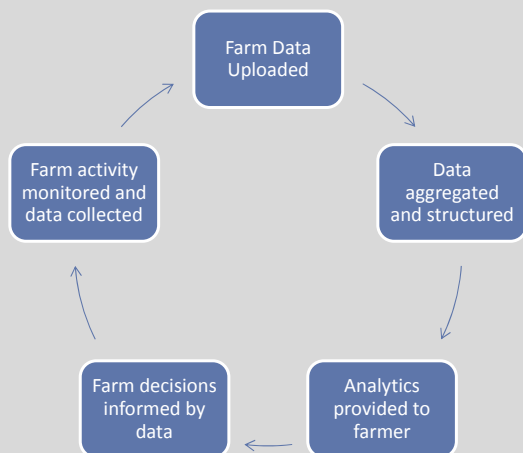 Farm Data
Uploaded
Data
aggregated
and structured
Analytics
provided to
farmer
Farm decisions
informed by
data
Farm activity
monitored and
data collected